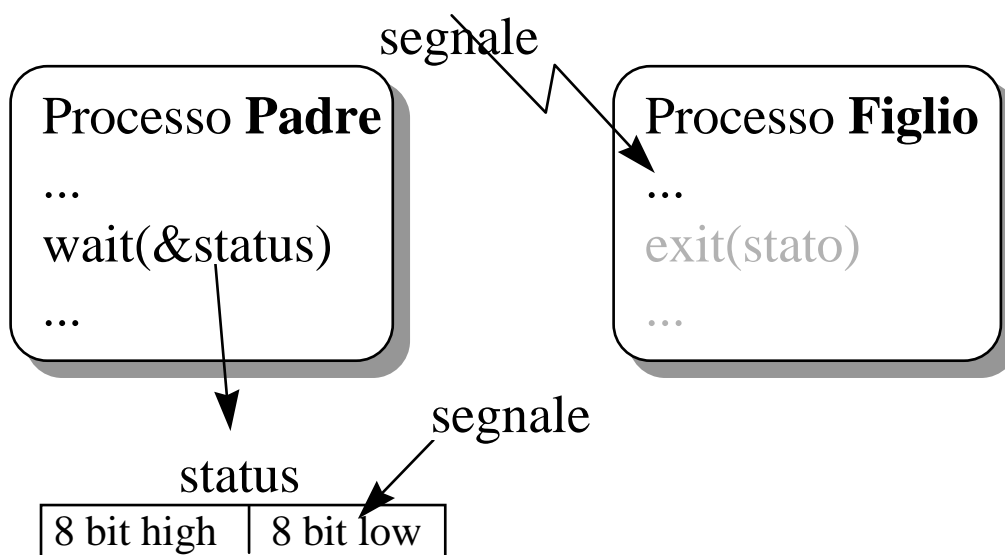 segnale
Processo Padre
...
wait(&status)
...
Processo Figlio
...
exit(stato)
...
segnale
status
8 bit high 8 bit low